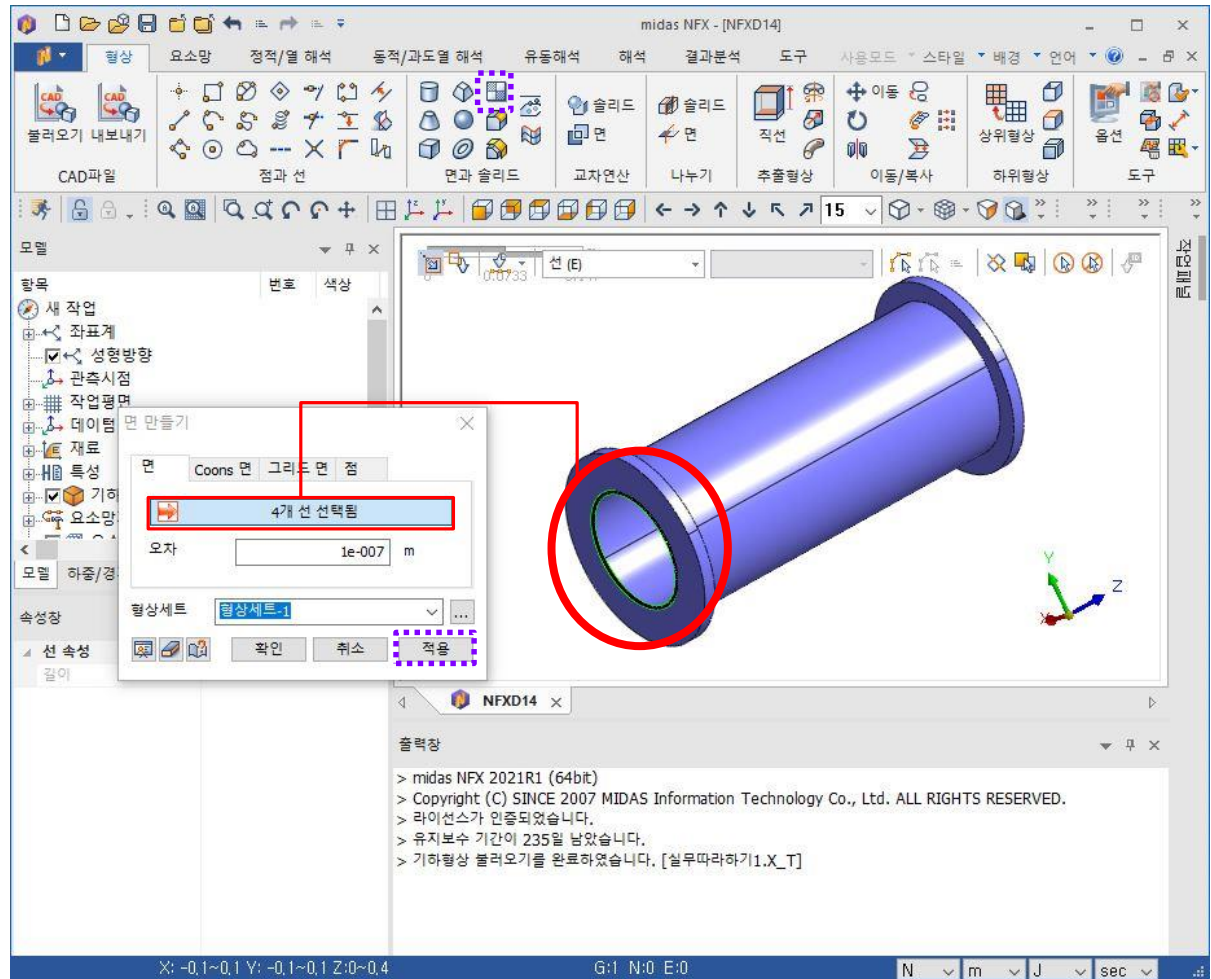 midas NFX - [NFXD14]
형상 요소망 정적/열 해석 동적/과도열 해석 유동해석 해석 결과분석 도구 사용모드 스타일 배경 언어
CAD CAD
불러오기 내보내기
솔리드
면
솔리드
면
직선
이동
상위형상
옵션
CAD파일 점과 선 면과 솔리드 교차연산 나누기 추출형상 이동/복사 하위형상 도구
15
모델
항목 번호 색상
새 작업
좌표계
성형방향
관측시점
작업평면
데이텀
재료
특성
기하
요소망
모델 하중/경
속성창
선 속성
길이
선 (E)
0.0733
면 만들기
면 Coons 면 그리드 면 점
4개 선 선택됨
오차 1e-007 m
형상세트 형상세트-1 ...
확인 취소 적용
Y
Z
X
NFXD14
출력창
> midas NFX 2021R1 (64bit)
> Copyright (C) SINCE 2007 MIDAS Information Technology Co., Ltd. ALL RIGHTS RESERVED.
> 라이선스가 인증되었습니다.
> 유지보수 기간이 235일 남았습니다.
> 기하형상 불러오기를 완료하였습니다. [실무따라하기1.X_T]
X: -0,1~0,1 Y: -0,1~0,1 Z:0~0,4 G:1 N:0 E:0 N m J sec